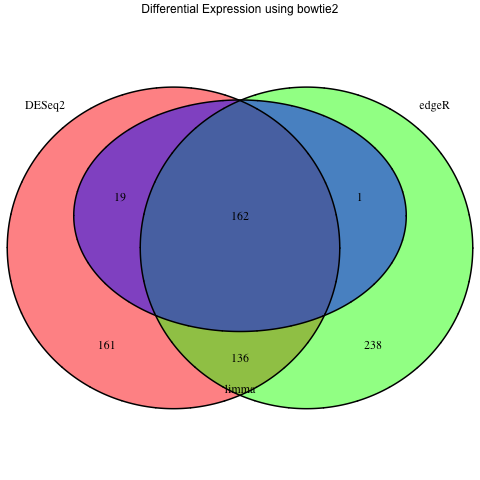 Differential Expression using bowtie2
DESeq2
edgeR
19
1
162
161
238
136
limma